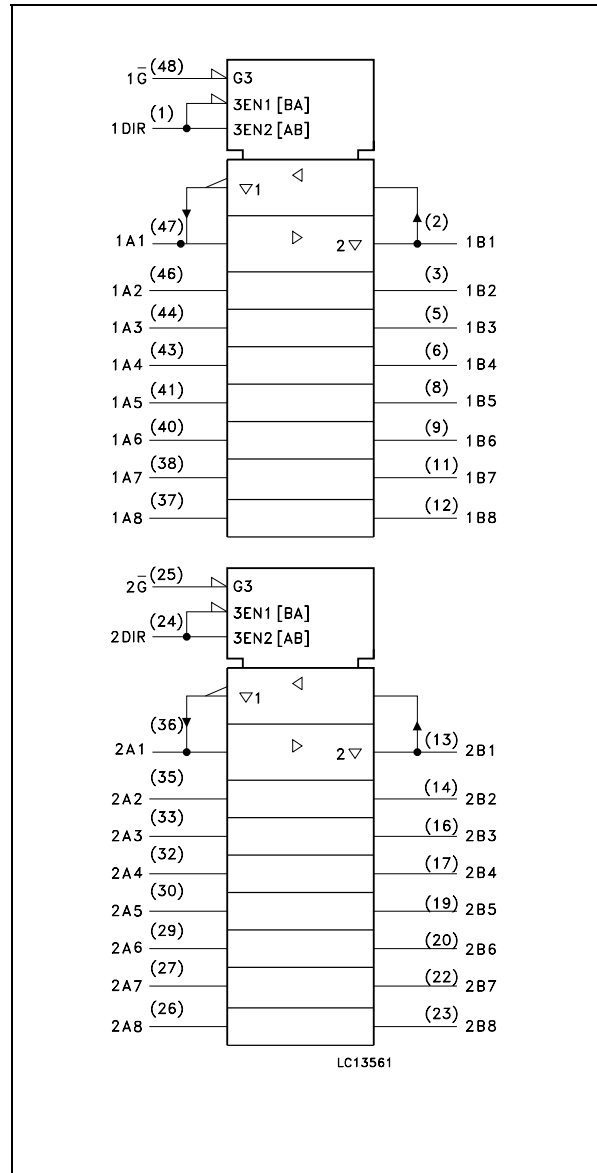 1G̅ (48) G3
3EN1 [BA]
1DIR (1) 3EN2 [AB]
▽1 ◁
1A1 (47) ▷ 2▽ (2) 1B1
1A2 (46) (3) 1B2
1A3 (44) (5) 1B3
1A4 (43) (6) 1B4
1A5 (41) (8) 1B5
1A6 (40) (9) 1B6
1A7 (38) (11) 1B7
1A8 (37) (12) 1B8
2G̅ (25) G3
3EN1 [BA]
2DIR (24) 3EN2 [AB]
▽1 ◁
2A1 (36) ▷ 2▽ (13) 2B1
2A2 (35) (14) 2B2
2A3 (33) (16) 2B3
2A4 (32) (17) 2B4
2A5 (30) (19) 2B5
2A6 (29) (20) 2B6
2A7 (27) (22) 2B7
2A8 (26) (23) 2B8
LC13561